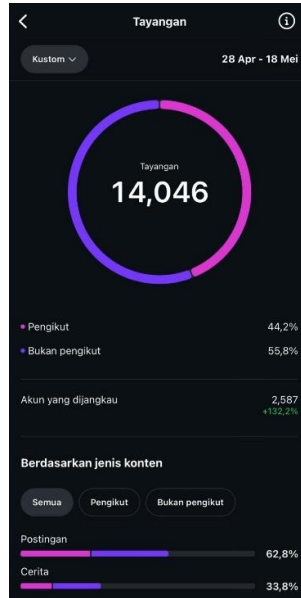 Tayangan
Kustom
28 Apr - 18 Mei
Tayangan
14,046
Pengikut 44,2%
Bukan pengikut 55,8%
Akun yang dijangkau 2,587
+132,2%
Berdasarkan jenis konten
Semua Pengikut Bukan pengikut
Postingan
62,8%
Cerita
33,8%